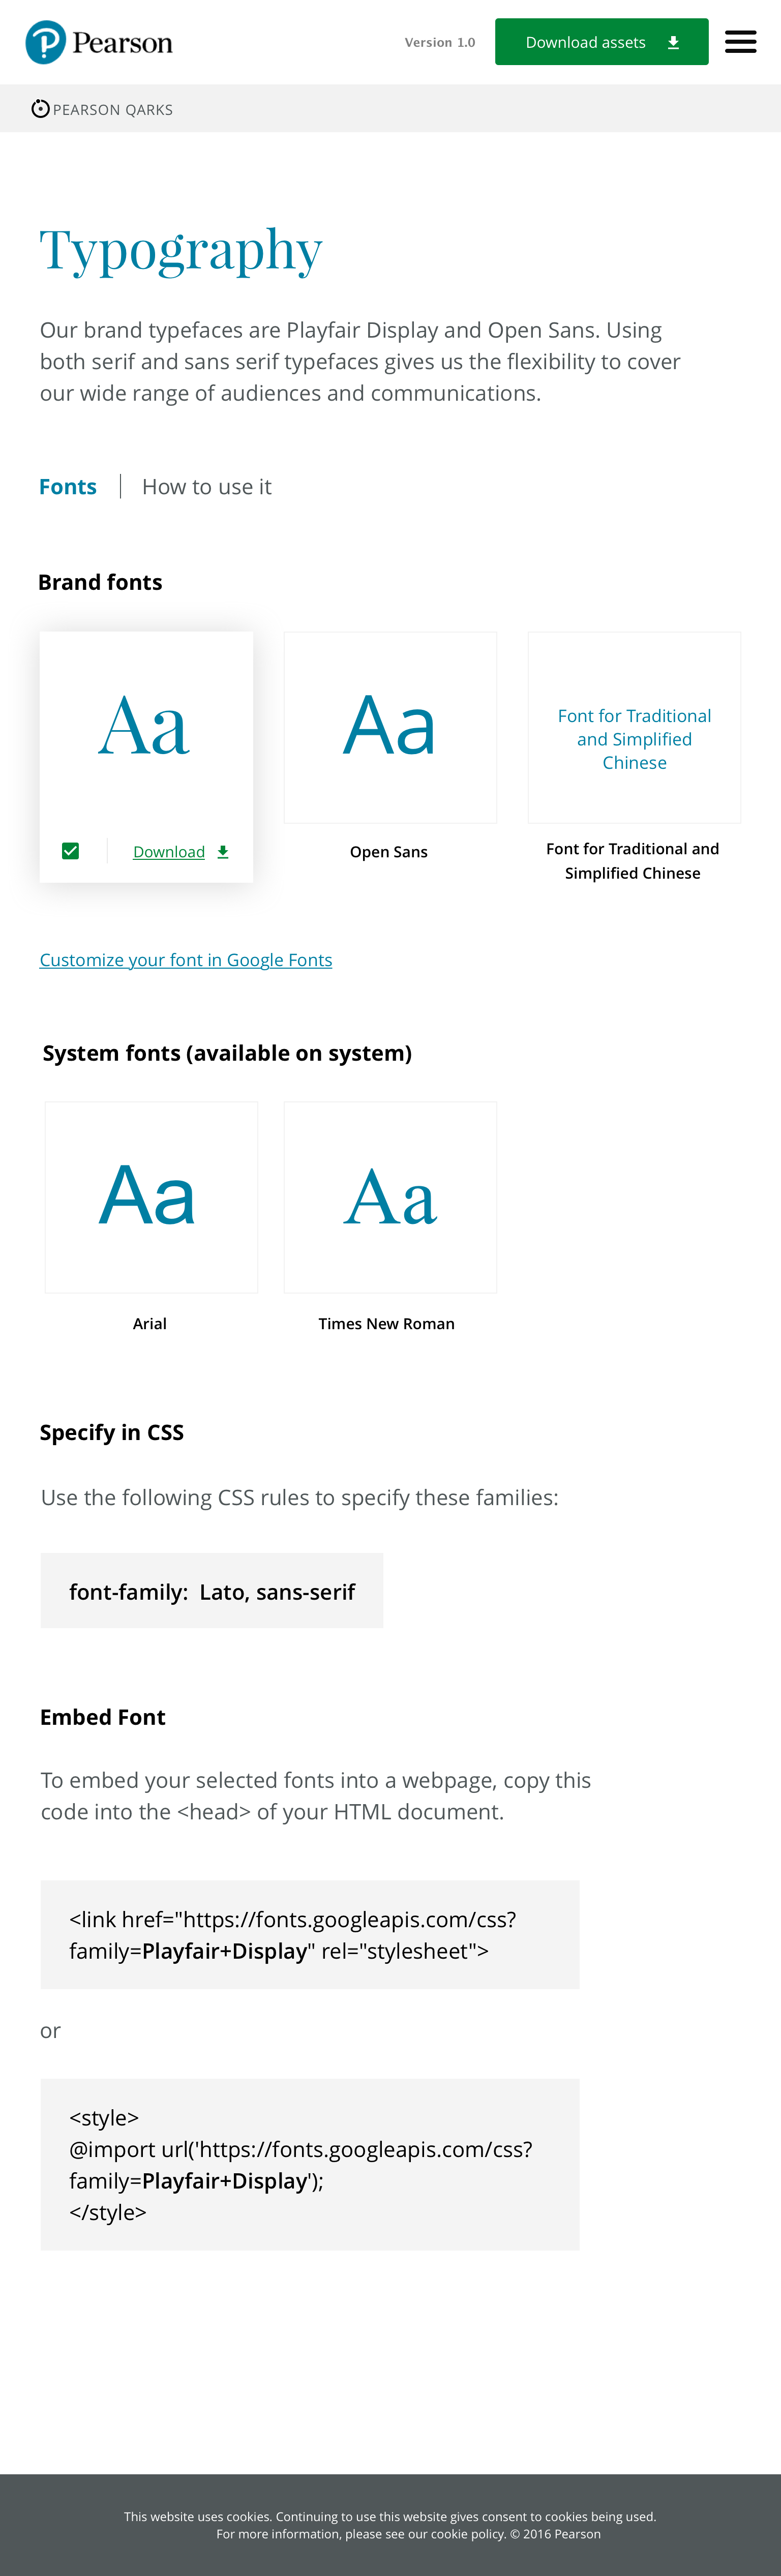 Pearson
Version 1.0
Download assets
PEARSON QARKS
Typography
Our brand typefaces are Playfair Display and Open Sans. Using
both serif and sans serif typefaces gives us the flexibility to cover
our wide range of audiences and communications.
Fonts | How to use it
Brand fonts
Aa
Download
Aa
Open Sans
Font for Traditional
and Simplified
Chinese
Font for Traditional and
Simplified Chinese
Customize your font in Google Fonts
System fonts (available on system)
Aa
Arial
Aa
Times New Roman
Specify in CSS
Use the following CSS rules to specify these families:
font-family:  Lato, sans-serif
Embed Font
To embed your selected fonts into a webpage, copy this
code into the <head> of your HTML document.
<link href="https://fonts.googleapis.com/css?
family=Playfair+Display" rel="stylesheet">
or
<style>
@import url('https://fonts.googleapis.com/css?
family=Playfair+Display');
</style>
This website uses cookies. Continuing to use this website gives consent to cookies being used.
For more information, please see our cookie policy. © 2016 Pearson